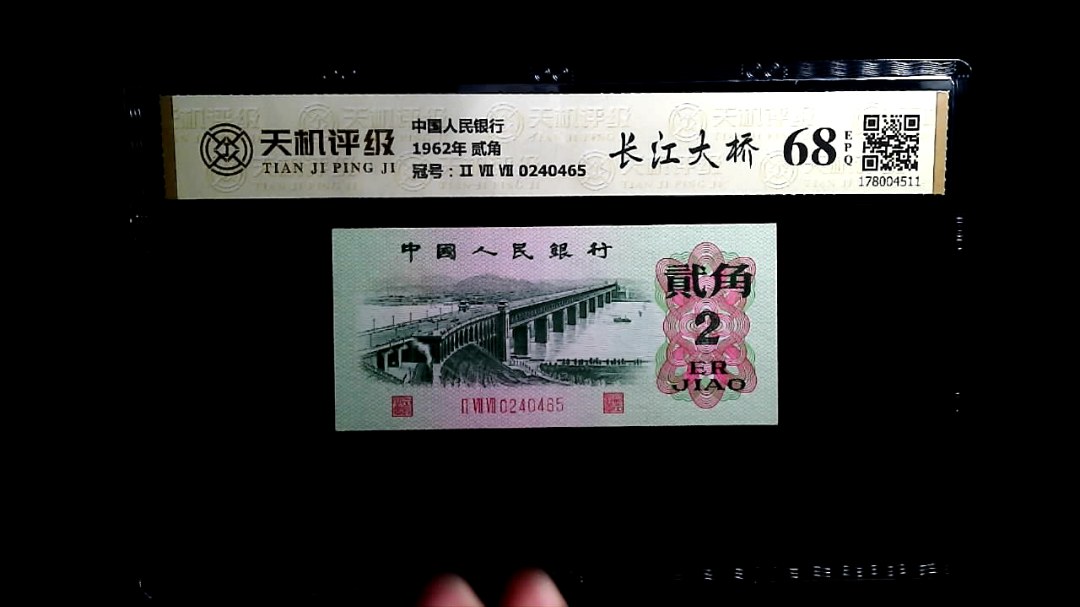 天机评级
TIAN JI PING JI
中国人民银行
1962年 贰角
冠号：II VII VII 0240465
长江大桥
68
EPQ
178004511
中國人民銀行
貳角
2
ER
JIAO
II VII VII 0240465